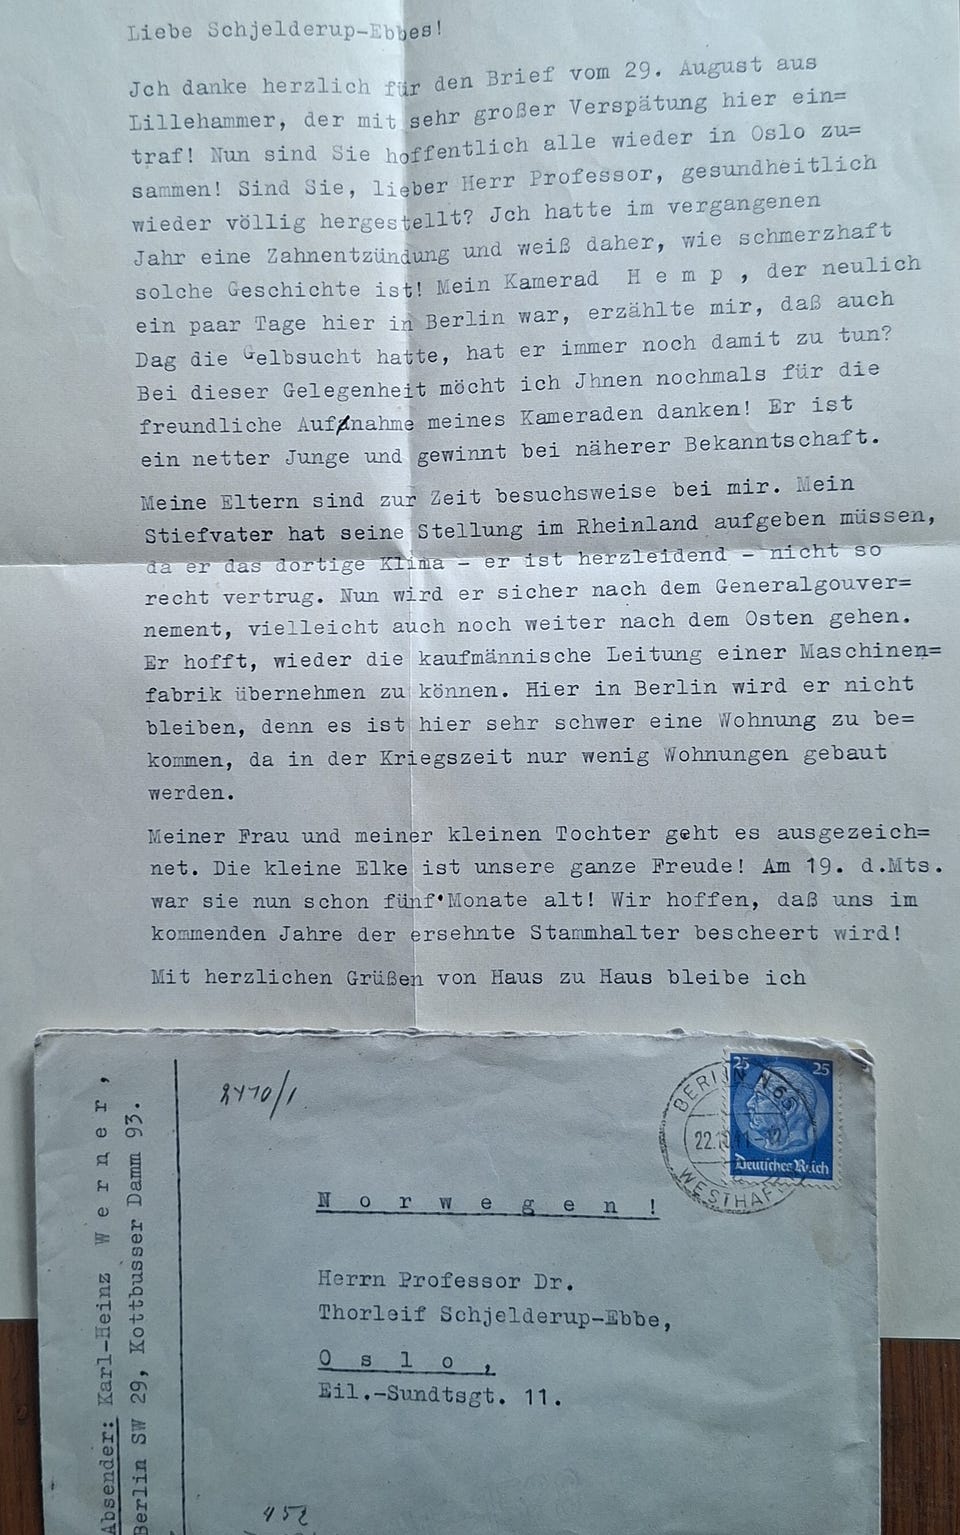 Liebe Schjelderup-Ebbes!
Jch danke herzlich für den Brief vom 29. August aus
Lillehammer, der mit sehr großer Verspätung hier ein=
traf! Nun sind Sie hoffentlich alle wieder in Oslo zu=
sammen! Sind Sie, lieber Herr Professor, gesundheitlich
wieder völlig hergestellt? Jch hatte im vergangenen
Jahr eine Zahnentzündung und weiß daher, wie schmerzhaft
solche Geschichte ist! Mein Kamerad H e m p , der neulich
ein paar Tage hier in Berlin war, erzählte mir, daß auch
Dag die Gelbsucht hatte, hat er immer noch damit zu tun?
Bei dieser Gelegenheit möcht ich Jhnen nochmals für die
freundliche Aufnahme meines Kameraden danken! Er ist
ein netter Junge und gewinnt bei näherer Bekanntschaft.
Meine Eltern sind zur Zeit besuchsweise bei mir. Mein
Stiefvater hat seine Stellung im Rheinland aufgeben müssen,
da er das dortige Klima - er ist herzleidend - nicht so
recht vertrug. Nun wird er sicher nach dem Generalgouver=
nement, vielleicht auch noch weiter nach dem Osten gehen.
Er hofft, wieder die kaufmännische Leitung einer Maschinen=
fabrik übernehmen zu können. Hier in Berlin wird er nicht
bleiben, denn es ist hier sehr schwer eine Wohnung zu be=
kommen, da in der Kriegszeit nur wenig Wohnungen gebaut
werden.
Meiner Frau und meiner kleinen Tochter geht es ausgezeich=
net. Die kleine Elke ist unsere ganze Freude! Am 19. d.Mts.
war sie nun schon fünf Monate alt! Wir hoffen, daß uns im
kommenden Jahre der ersehnte Stammhalter bescheert wird!
Mit herzlichen Grüßen von Haus zu Haus bleibe ich
Absender: Karl-Heinz W e r n e r ,
Berlin SW 29, Kottbusser Damm 93.
2410/1
BERLIN N 65
WESTHAFEN
25 25
Deutsches Reich
N o r w e g e n !
Herrn Professor Dr.
Thorleif Schjelderup-Ebbe,
O s l o ,
Eil.-Sundtsgt. 11.
452